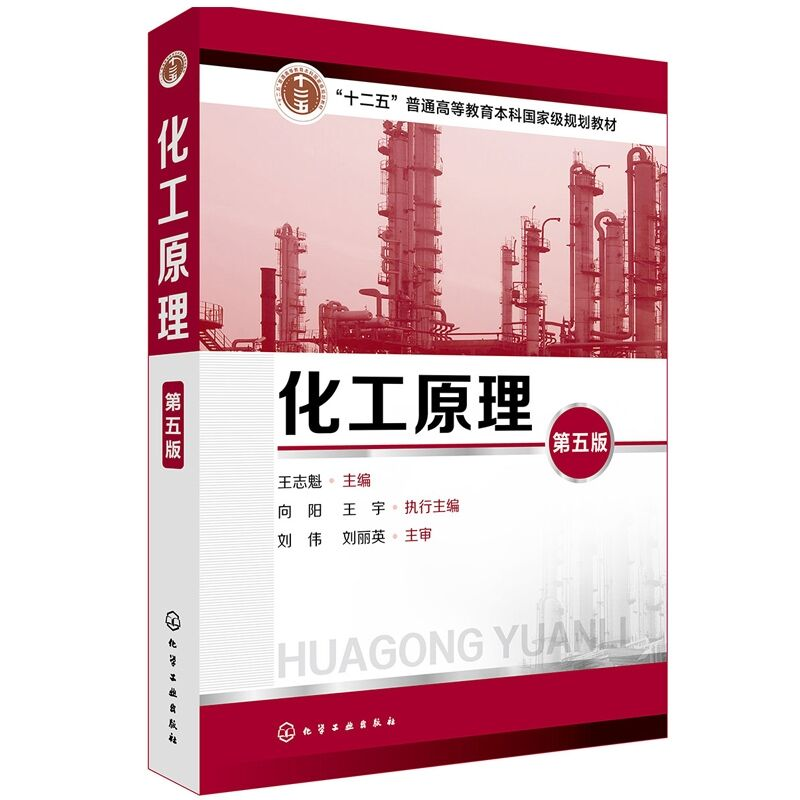 化工原理
第五版
化学工业出版社
十二五
“十二五”普通高等教育本科国家级规划教材
化工原理
第五版
王志魁·主编
向 阳 王 宇·执行主编
刘 伟 刘丽英·主审
HUAGONG YUANLI
化学工业出版社